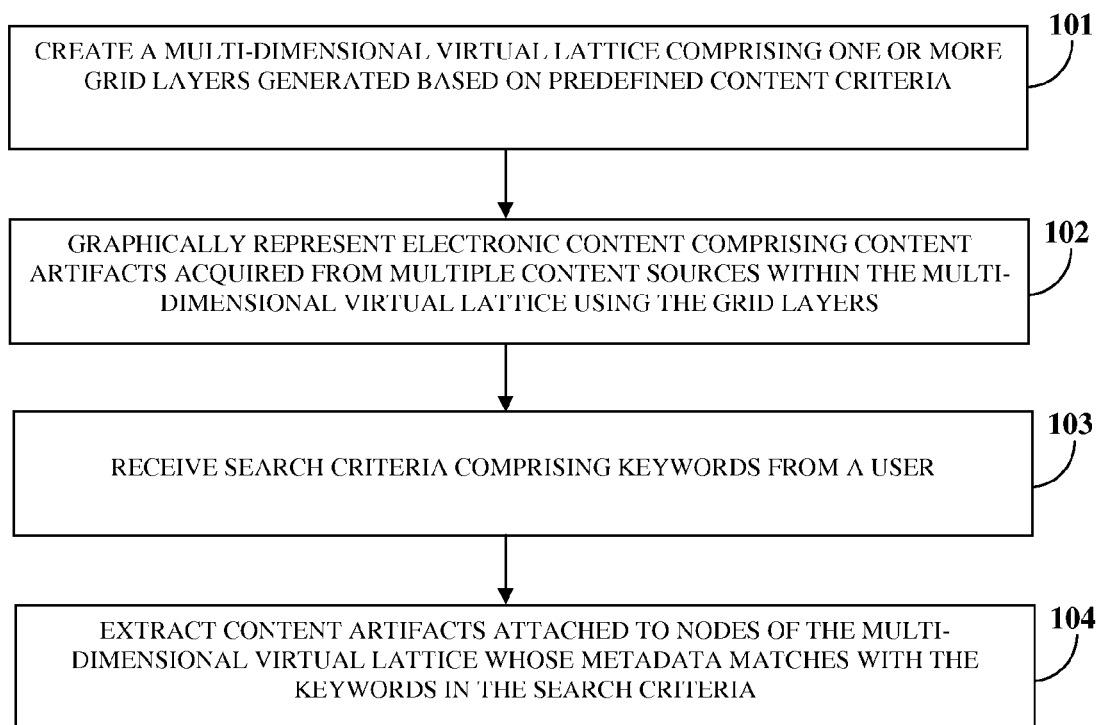 101
CREATE A MULTI-DIMENSIONAL VIRTUAL LATTICE COMPRISING ONE OR MORE
GRID LAYERS GENERATED BASED ON PREDEFINED CONTENT CRITERIA
102
GRAPHICALLY REPRESENT ELECTRONIC CONTENT COMPRISING CONTENT
ARTIFACTS ACQUIRED FROM MULTIPLE CONTENT SOURCES WITHIN THE MULTI-
DIMENSIONAL VIRTUAL LATTICE USING THE GRID LAYERS
103
RECEIVE SEARCH CRITERIA COMPRISING KEYWORDS FROM A USER
104
EXTRACT CONTENT ARTIFACTS ATTACHED TO NODES OF THE MULTI-
DIMENSIONAL VIRTUAL LATTICE WHOSE METADATA MATCHES WITH THE
KEYWORDS IN THE SEARCH CRITERIA